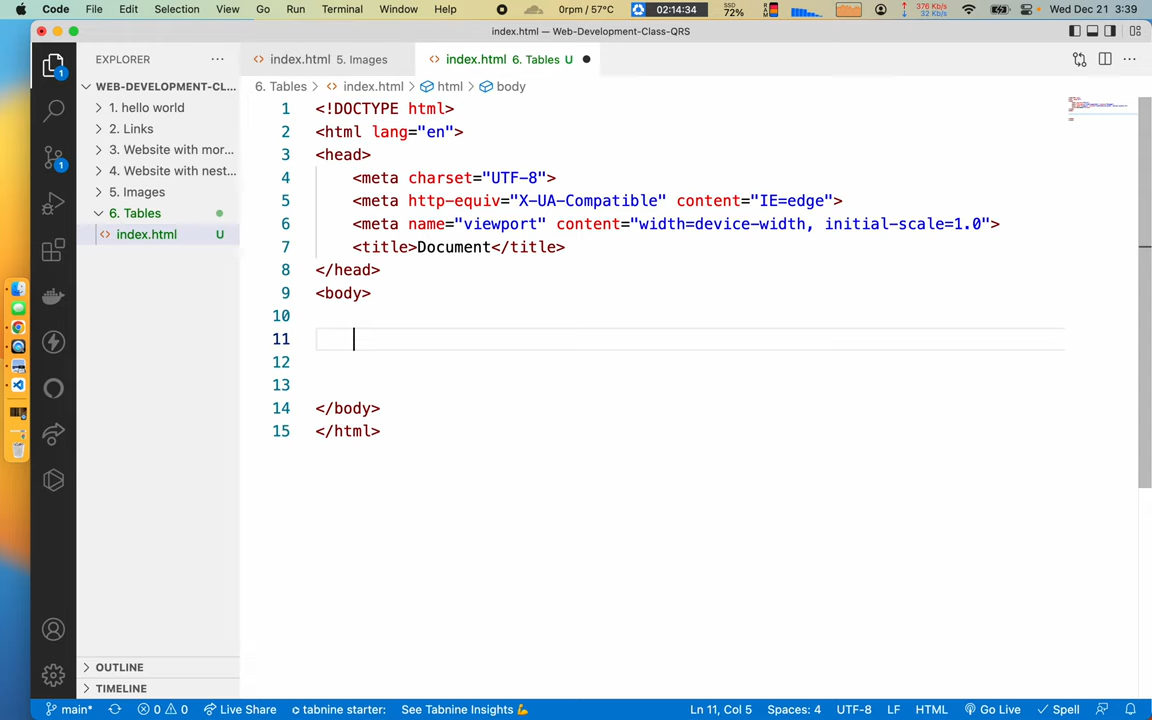 Code File Edit Selection View Go Run Terminal Window Help 0rpm / 57°C 02:14:34 SSD 72% RAM 376 Kb/s 32 Kb/s Wed Dec 21 3:39
index.html — Web-Development-Class-QRS
EXPLORER
index.html 5. Images
index.html 6. Tables U
WEB-DEVELOPMENT-CL...
6. Tables > index.html > html > body
1. hello world
2. Links
3. Website with mor...
4. Website with nest...
5. Images
6. Tables
index.html U
1 <!DOCTYPE html>
2 <html lang="en">
3 <head>
4 <meta charset="UTF-8">
5 <meta http-equiv="X-UA-Compatible" content="IE=edge">
6 <meta name="viewport" content="width=device-width, initial-scale=1.0">
7 <title>Document</title>
8 </head>
9 <body>
10
11
12
13
14 </body>
15 </html>
1
1
OUTLINE
TIMELINE
main* 0 0 Live Share tabnine starter: See Tabnine Insights Ln 11, Col 5 Spaces: 4 UTF-8 LF HTML Go Live Spell